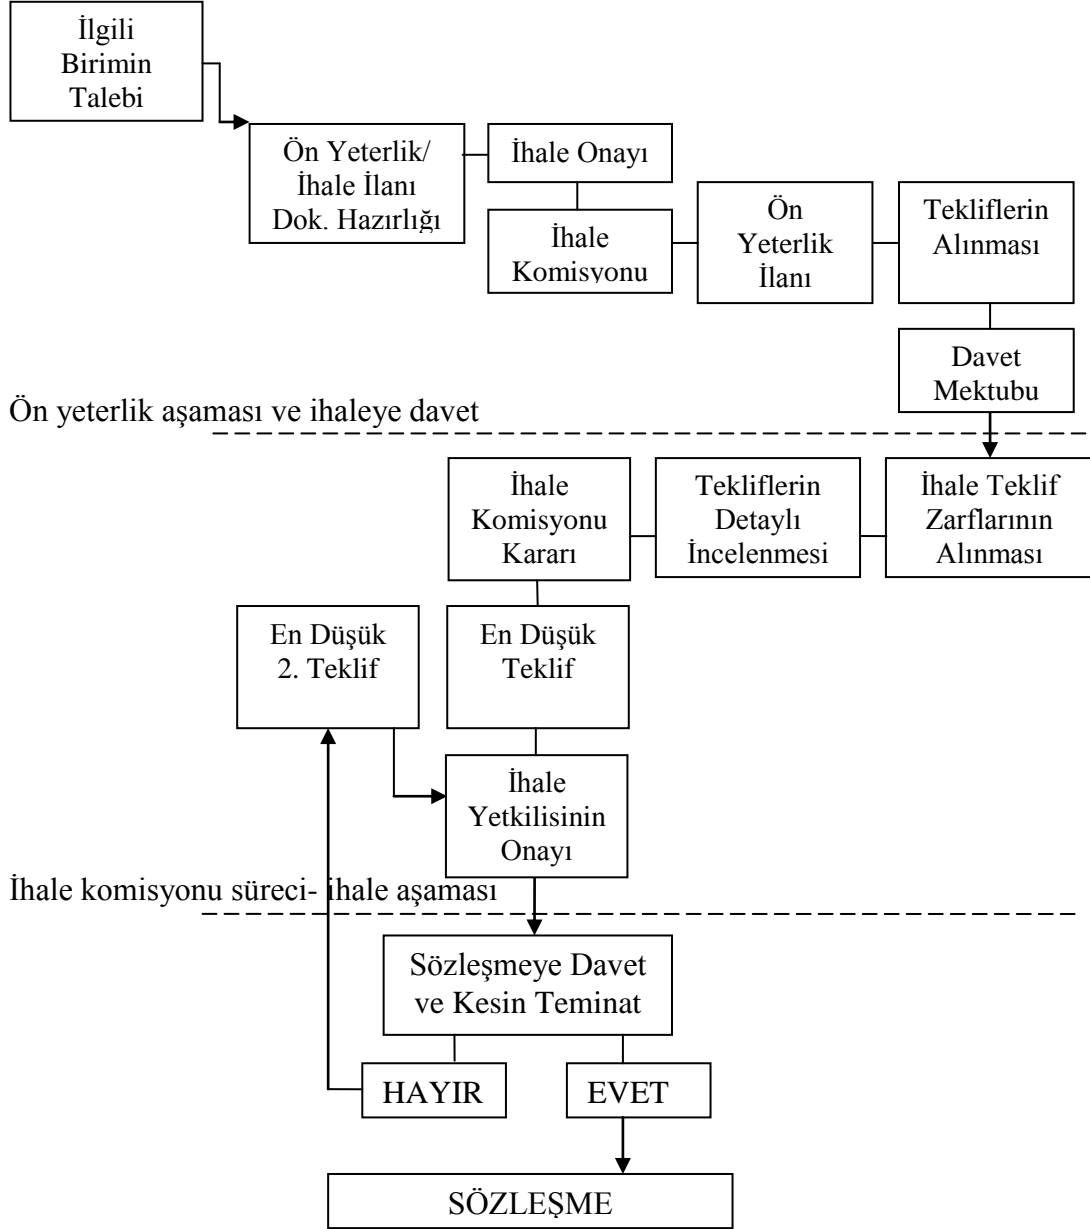 İlgili
Birimin
Talebi
Ön Yeterlik/
İhale İlanı
Dok. Hazırlığı
İhale Onayı
İhale
Komisyonu
Ön
Yeterlik
İlanı
Tekliflerin
Alınması
Davet
Mektubu
Ön yeterlik aşaması ve ihaleye davet
İhale
Komisyonu
Kararı
Tekliflerin
Detaylı
İncelenmesi
İhale Teklif
Zarflarının
Alınması
En Düşük
2. Teklif
En Düşük
Teklif
İhale
Yetkilisinin
Onayı
İhale komisyonu süreci- ihale aşaması
Sözleşmeye Davet
ve Kesin Teminat
HAYIR
EVET
SÖZLEŞME